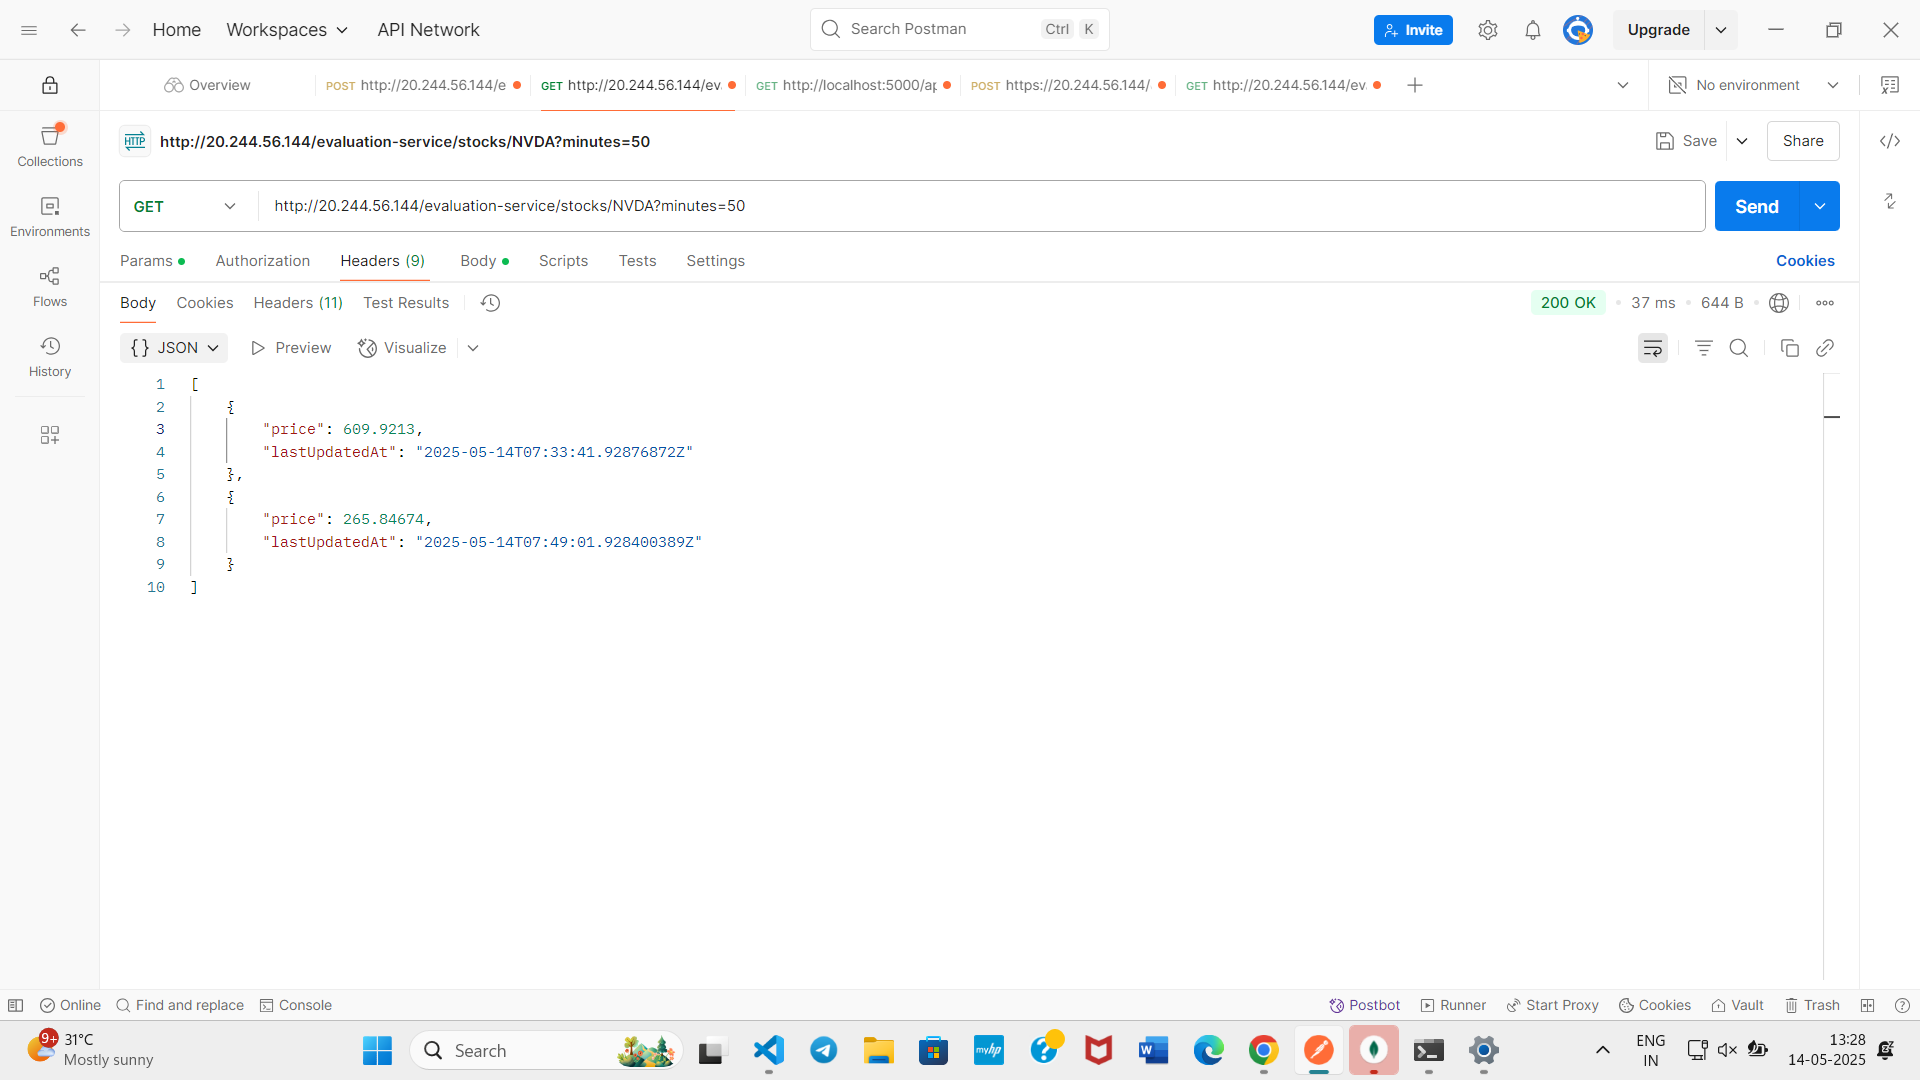 Home Workspaces API Network Search Postman Ctrl K Invite Upgrade
Overview POST http://20.244.56.144/e GET http://20.244.56.144/ev. GET http://localhost:5000/ap POST https://20.244.56.144/ GET http://20.244.56.144/ev. No environment
Collections
Environments
Flows
History
HTTP http://20.244.56.144/evaluation-service/stocks/NVDA?minutes=50 Save Share
GET http://20.244.56.144/evaluation-service/stocks/NVDA?minutes=50 Send
Params Authorization Headers (9) Body Scripts Tests Settings Cookies
Body Cookies Headers (11) Test Results 200 OK 37 ms 644 B
{} JSON Preview Visualize
1 [
2 {
3 "price": 609.9213,
4 "lastUpdatedAt": "2025-05-14T07:33:41.92876872Z"
5 },
6 {
7 "price": 265.84674,
8 "lastUpdatedAt": "2025-05-14T07:49:01.928400389Z"
9 }
10 ]
Online Find and replace Console Postbot Runner Start Proxy Cookies Vault Trash
9+ 31°C
Mostly sunny
Search
myhp
ENG
IN
13:28
14-05-2025